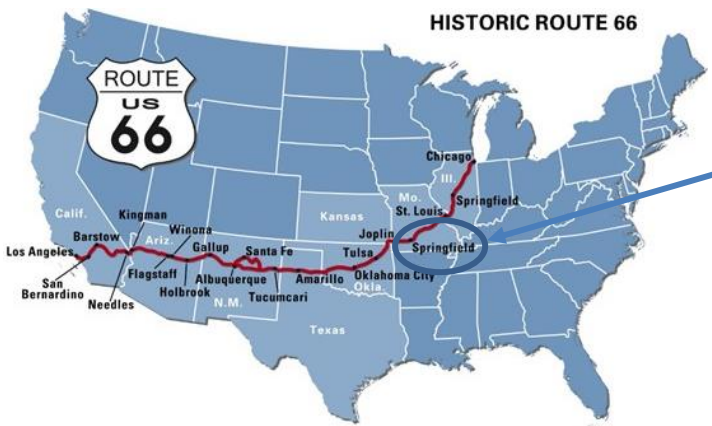 HISTORIC ROUTE 66
ROUTE
US
66
Chicago
Ill.
Springfield
Mo.
St. Louis
Kansas
Calif.
Kingman
Joplin
Springfield
Barstow
Ariz.
Winona
Gallup
Santa Fe
Tulsa
Los Angeles
San
Bernardino
Needles
Flagstaff
Holbrook
Albuquerque
Tucumcari
Amarillo
Oklahoma City
Okla.
N.M.
Texas